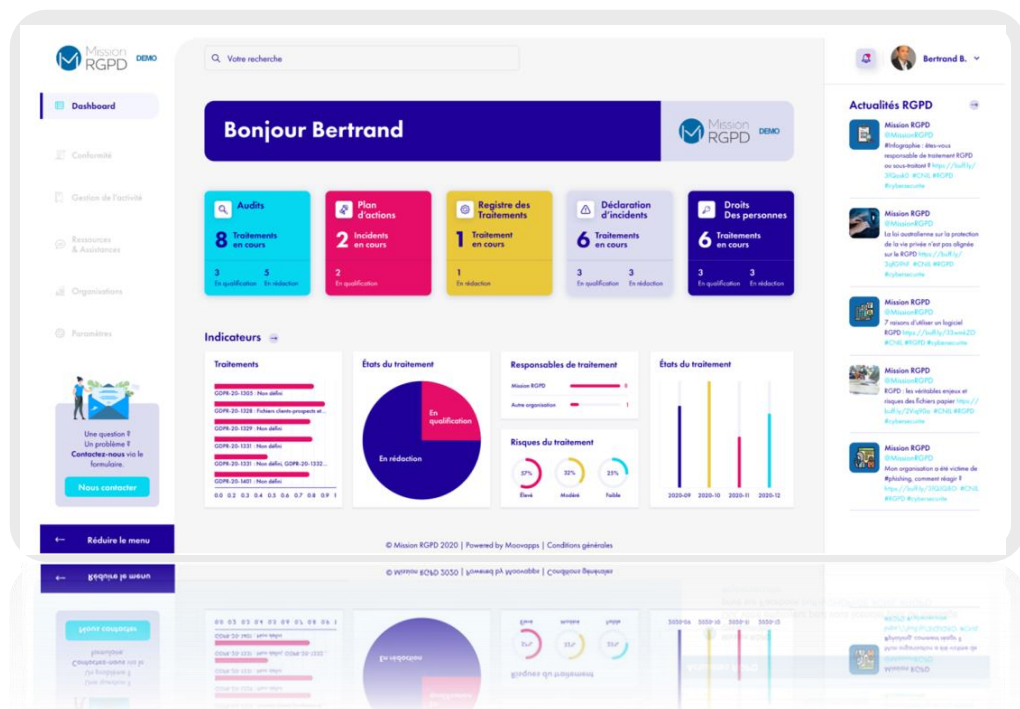 Mission
RGPD DEMO
Votre recherche
Bertrand B.
Dashboard
Conformité
Gestion de l'activité
Ressources
& Assistances
Organisations
Paramètres
Une question ?
Un problème ?
Contactez-nous via le
formulaire.
Nous contacter
Réduire le menu
Bonjour Bertrand
Mission
RGPD DEMO
Audits
8 Traitements
en cours
3 5
En qualification En rédaction
Plan
d'actions
2 Incidents
en cours
2
En qualification
Registre des
Traitements
1 Traitement
en cours
1
En rédaction
Déclaration
d'incidents
6 Traitements
en cours
3 3
En qualification En rédaction
Droits
Des personnes
6 Traitements
en cours
3 3
En qualification En rédaction
Indicateurs
Traitements
GDPR-20-1305 : Non défini
GDPR-20-1328 : Fichiers clients-prospects et ..
GDPR-20-1329 : Non défini
GDPR-20-1331 : Non défini
GDPR-20-1331 : Non défini, GDPR-20-1332...
GDPR-20-1401 : Non défini
0.0 0.2 0.3 0.4 0.5 0.6 0.7 0.8 0.9 1
États du traitement
En
qualification
En rédaction
Responsables de traitement
Mission RGPD 8
Autre organisation 1
Risques du traitement
37% 32% 25%
Élevé Modéré Faible
États du traitement
2020-09 2020-10 2020-11 2020-12
© Mission RGPD 2020 | Powered by Moovapps | Conditions générales
Actualités RGPD
Mission RGPD
@MissionRGPD
#Infographie : êtes-vous
responsable de traitement RGPD
ou sous-traitant ? https://buff.ly/
#CNIL #RGPD
#cybersecurite
Mission RGPD
@MissionRGPD
La loi australienne sur la protection
de la vie privée n'est pas alignée
sur le RGPD https://buff.ly/
#CNIL #RGPD
#cybersecurite
Mission RGPD
@MissionRGPD
7 raisons d'utiliser un logiciel
RGPD
#CNIL #RGPD #cybersecurite
Mission RGPD
@MissionRGPD
RGPD : les véritables enjeux et
risques des fichiers papier https://
#CNIL #RGPD
#cybersecurite
Mission RGPD
@MissionRGPD
Mon organisation a été victime de
#phishing, comment réagir ?
#CNIL
#RGPD #cybersecurite